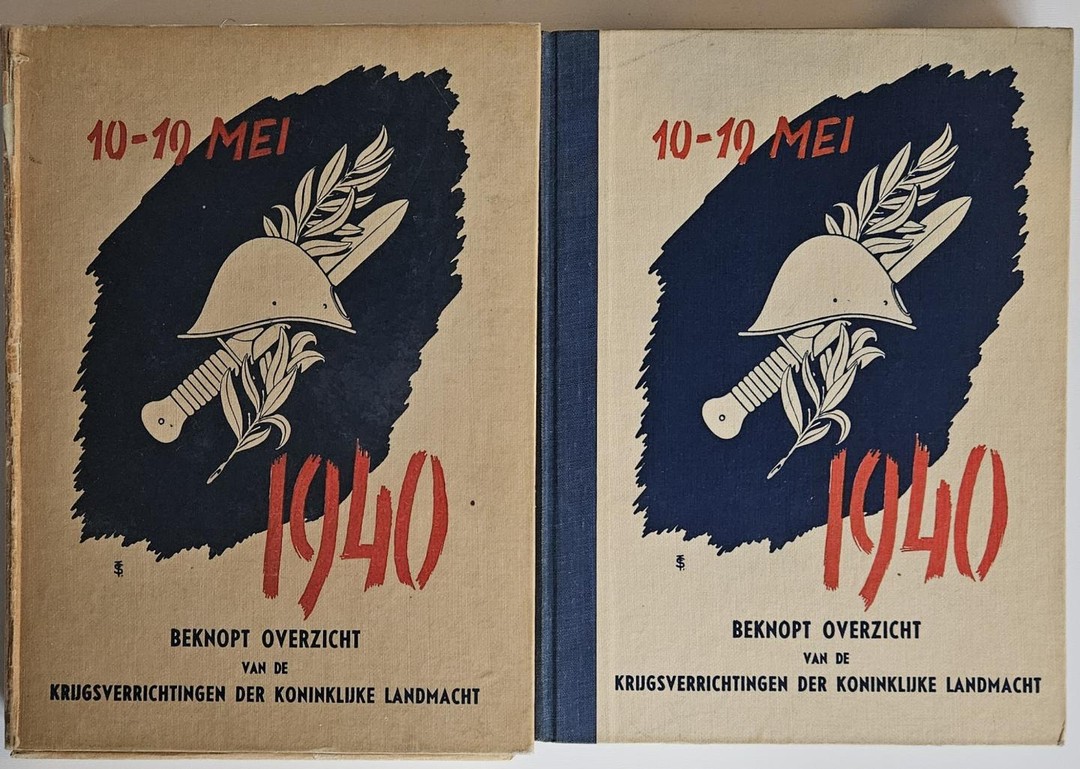 10-19 MEI
1940
BEKNOPT OVERZICHT
VAN DE
KRIJGSVERRICHTINGEN DER KONINKLIJKE LANDMACHT
10-19 MEI
1940
BEKNOPT OVERZICHT
VAN DE
KRIJGSVERRICHTINGEN DER KONINKLIJKE LANDMACHT